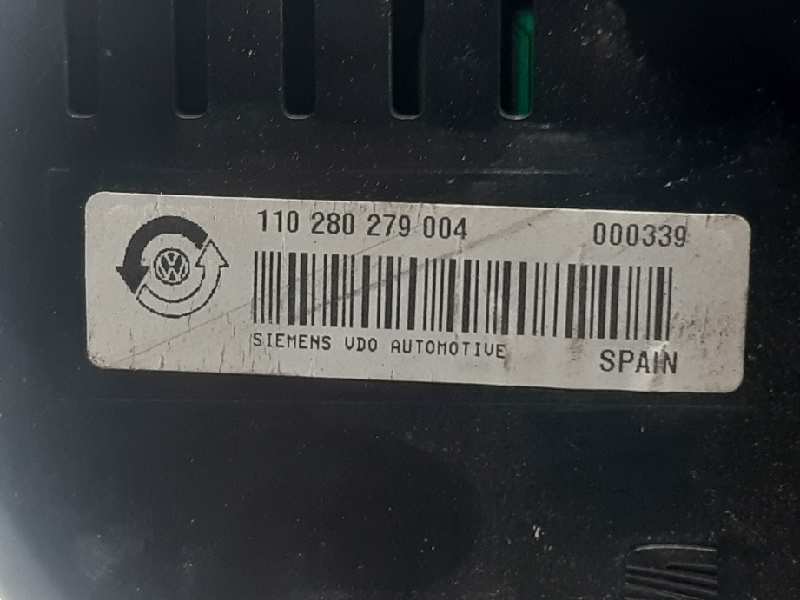 110 280 279 004 000339
SIEMENS VDO AUTOMOTIVE
SPAIN